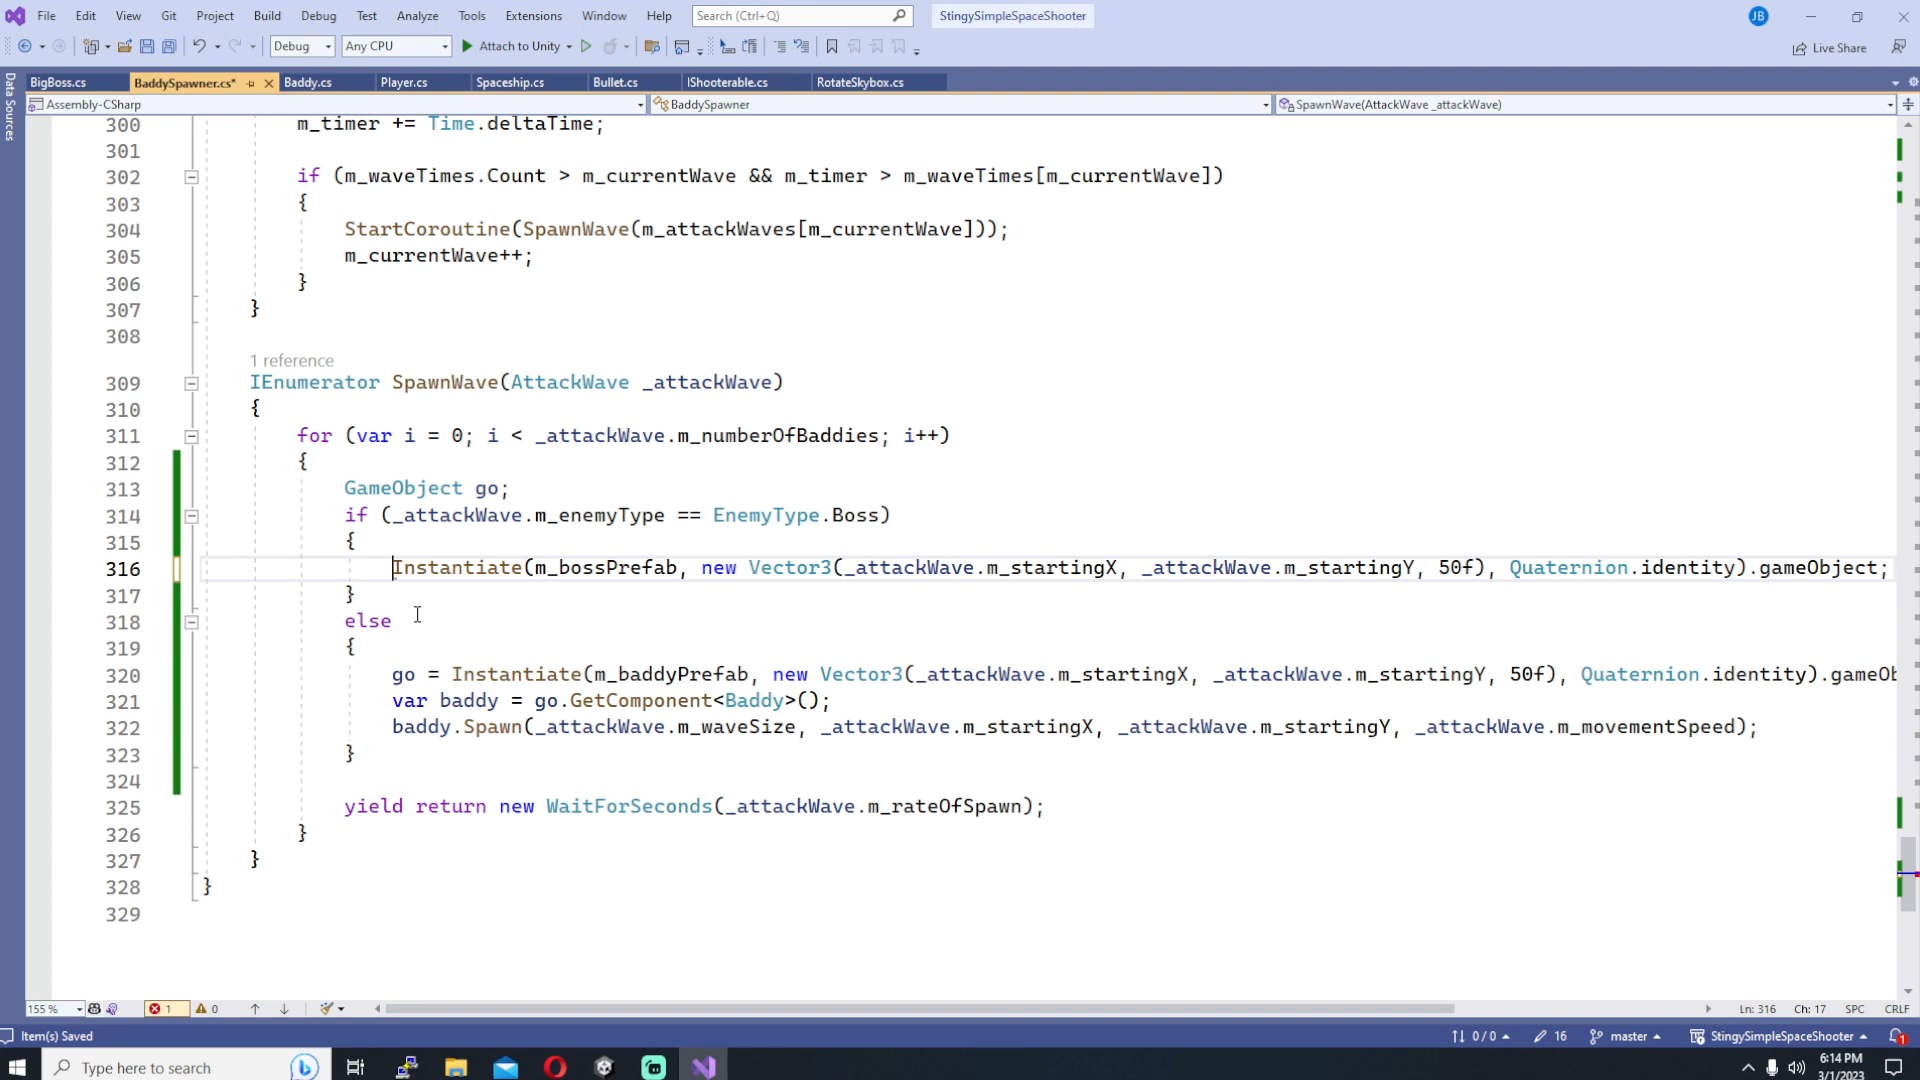 File Edit View Git Project Build Debug Test Analyze Tools Extensions Window Help Search (Ctrl+Q) StingySimpleSpaceShooter JB
Debug Any CPU Attach to Unity Live Share
Data Sources
BigBoss.cs BaddySpawner.cs* Baddy.cs Player.cs Spaceship.cs Bullet.cs IShooterable.cs RotateSkybox.cs
Assembly-CSharp BaddySpawner SpawnWave(AttackWave _attackWave)
300 m_timer += Time.deltaTime;
301
302 if (m_waveTimes.Count > m_currentWave && m_timer > m_waveTimes[m_currentWave])
303 {
304 StartCoroutine(SpawnWave(m_attackWaves[m_currentWave]));
305 m_currentWave++;
306 }
307 }
308
1 reference
309 IEnumerator SpawnWave(AttackWave _attackWave)
310 {
311 for (var i = 0; i < _attackWave.m_numberOfBaddies; i++)
312 {
313 GameObject go;
314 if (_attackWave.m_enemyType == EnemyType.Boss)
315 {
316 Instantiate(m_bossPrefab, new Vector3(_attackWave.m_startingX, _attackWave.m_startingY, 50f), Quaternion.identity).gameObject;
317 }
318 else
319 {
320 go = Instantiate(m_baddyPrefab, new Vector3(_attackWave.m_startingX, _attackWave.m_startingY, 50f), Quaternion.identity).gameOb
321 var baddy = go.GetComponent<Baddy>();
322 baddy.Spawn(_attackWave.m_waveSize, _attackWave.m_startingX, _attackWave.m_startingY, _attackWave.m_movementSpeed);
323 }
324
325 yield return new WaitForSeconds(_attackWave.m_rateOfSpawn);
326 }
327 }
328 }
329
155 % 1 0 Ln: 316 Ch: 17 SPC CRLF
Item(s) Saved 0 / 0 16 master StingySimpleSpaceShooter 1
Type here to search 6:14 PM
3/1/2023